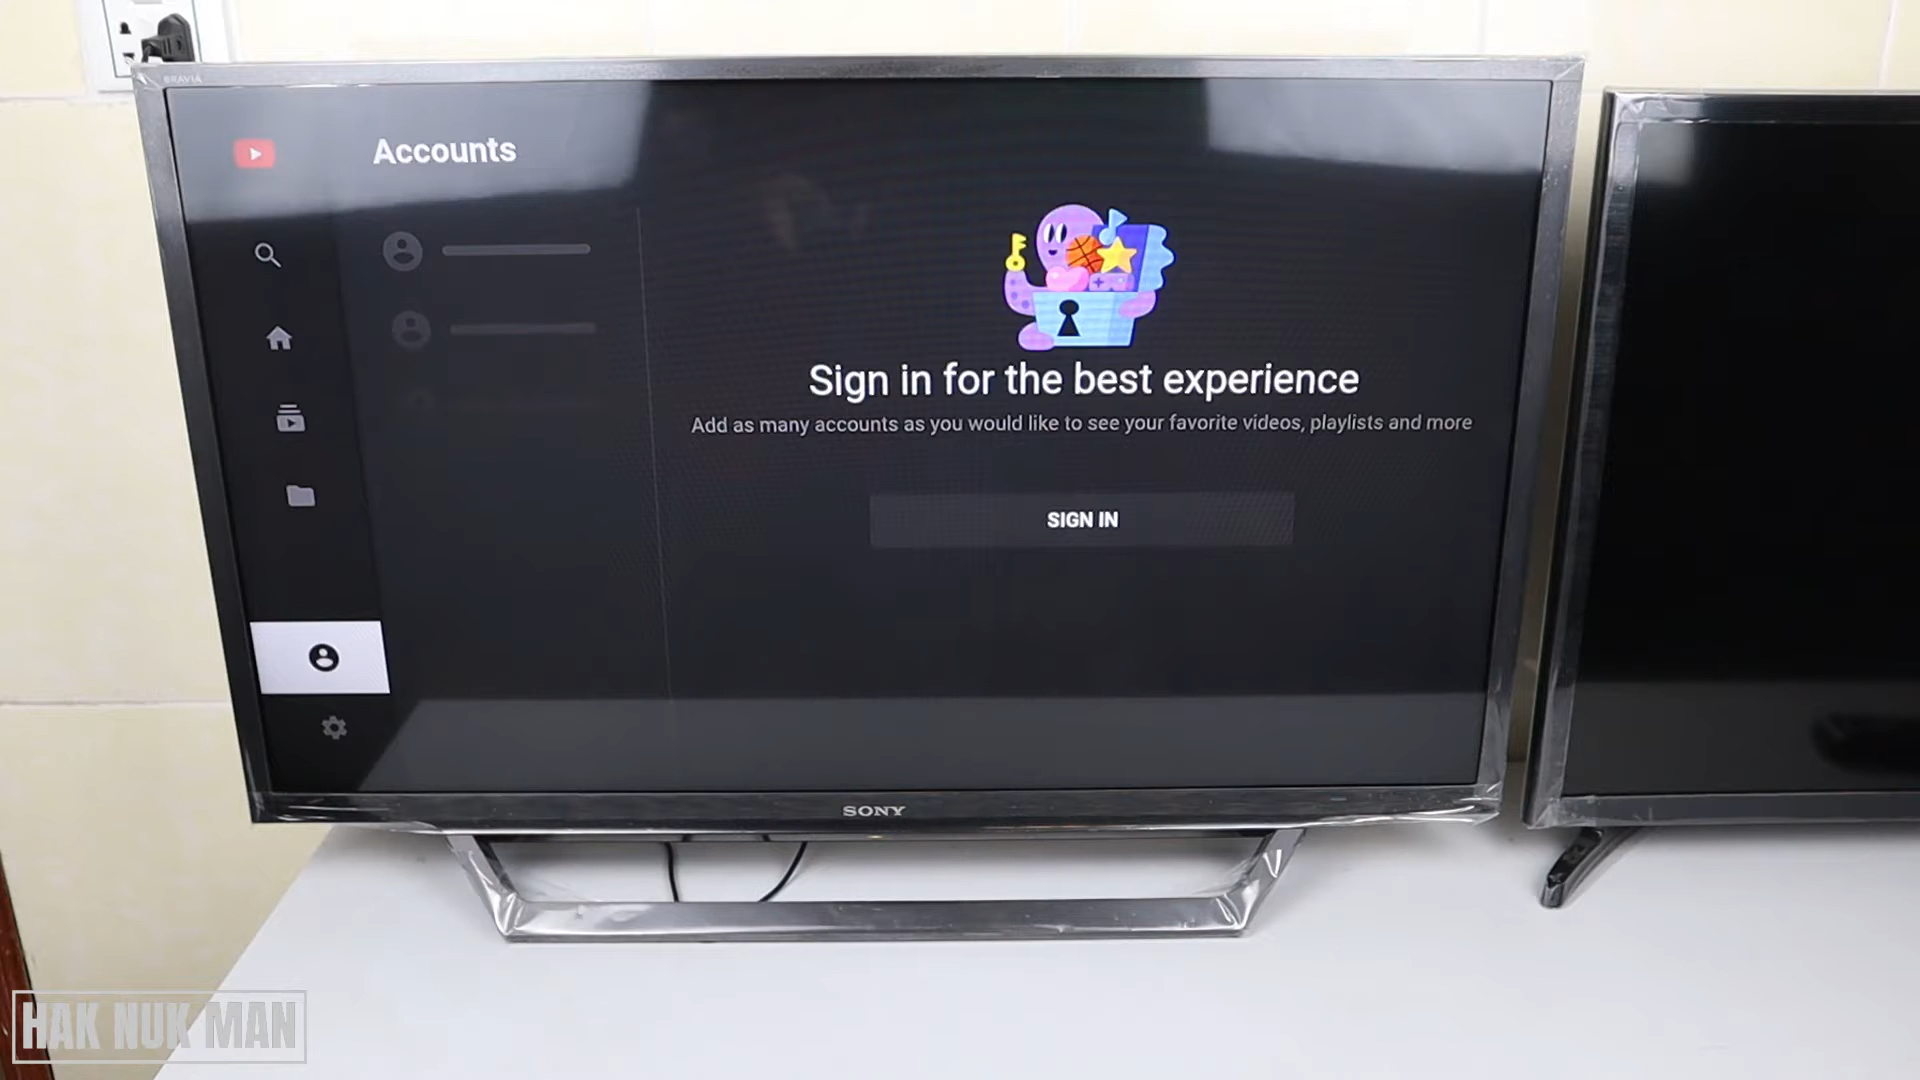 BRAVIA
Accounts
Sign in for the best experience
Add as many accounts as you would like to see your favorite videos, playlists and more
SIGN IN
SONY
HAK NUK MAN